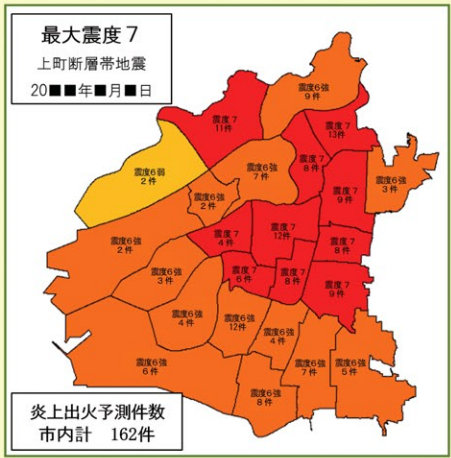 最大震度７
上町断層帯地震
20■■年■月■日
震度6強
9件
震度７
11件
震度７
13件
震度７
8件
震度6弱
2件
震度6強
7件
震度6強
3件
震度6強
2件
震度７
9件
震度６強
2件
震度７
4件
震度７
12件
震度７
8件
震度6強
3件
震度７
6件
震度７
8件
震度７
9件
震度6強
4件
震度6強
12件
震度6強
4件
震度6強
6件
震度6強
7件
震度6強
5件
震度6強
8件
炎上出火予測件数
市内計　162件